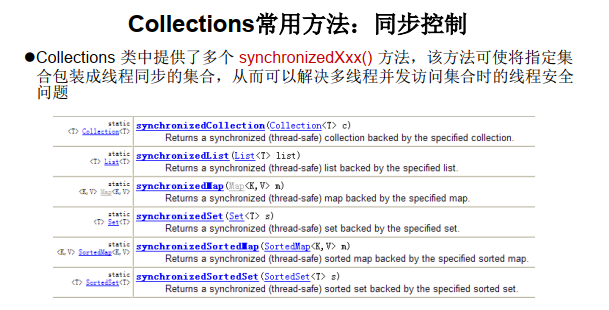 Collections常用方法：同步控制
●Collections 类中提供了多个 synchronizedXxx() 方法，该方法可使将指定集
合包装成线程同步的集合，从而可以解决多线程并发访问集合时的线程安全
问题
static
<T> Collection<T>
synchronizedCollection(Collection<T> c)
Returns a synchronized (thread-safe) collection backed by the specified collection.
static
<T> List<T>
synchronizedList(List<T> list)
Returns a synchronized (thread-safe) list backed by the specified list.
static
<K,V> Map<K,V>
synchronizedMap(Map<K,V> m)
Returns a synchronized (thread-safe) map backed by the specified map.
static
<T> Set<T>
synchronizedSet(Set<T> s)
Returns a synchronized (thread-safe) set backed by the specified set.
static
<K,V> SortedMap<K,V>
synchronizedSortedMap(SortedMap<K,V> m)
Returns a synchronized (thread-safe) sorted map backed by the specified sorted map.
static
<T> SortedSet<T>
synchronizedSortedSet(SortedSet<T> s)
Returns a synchronized (thread-safe) sorted set backed by the specified sorted set.